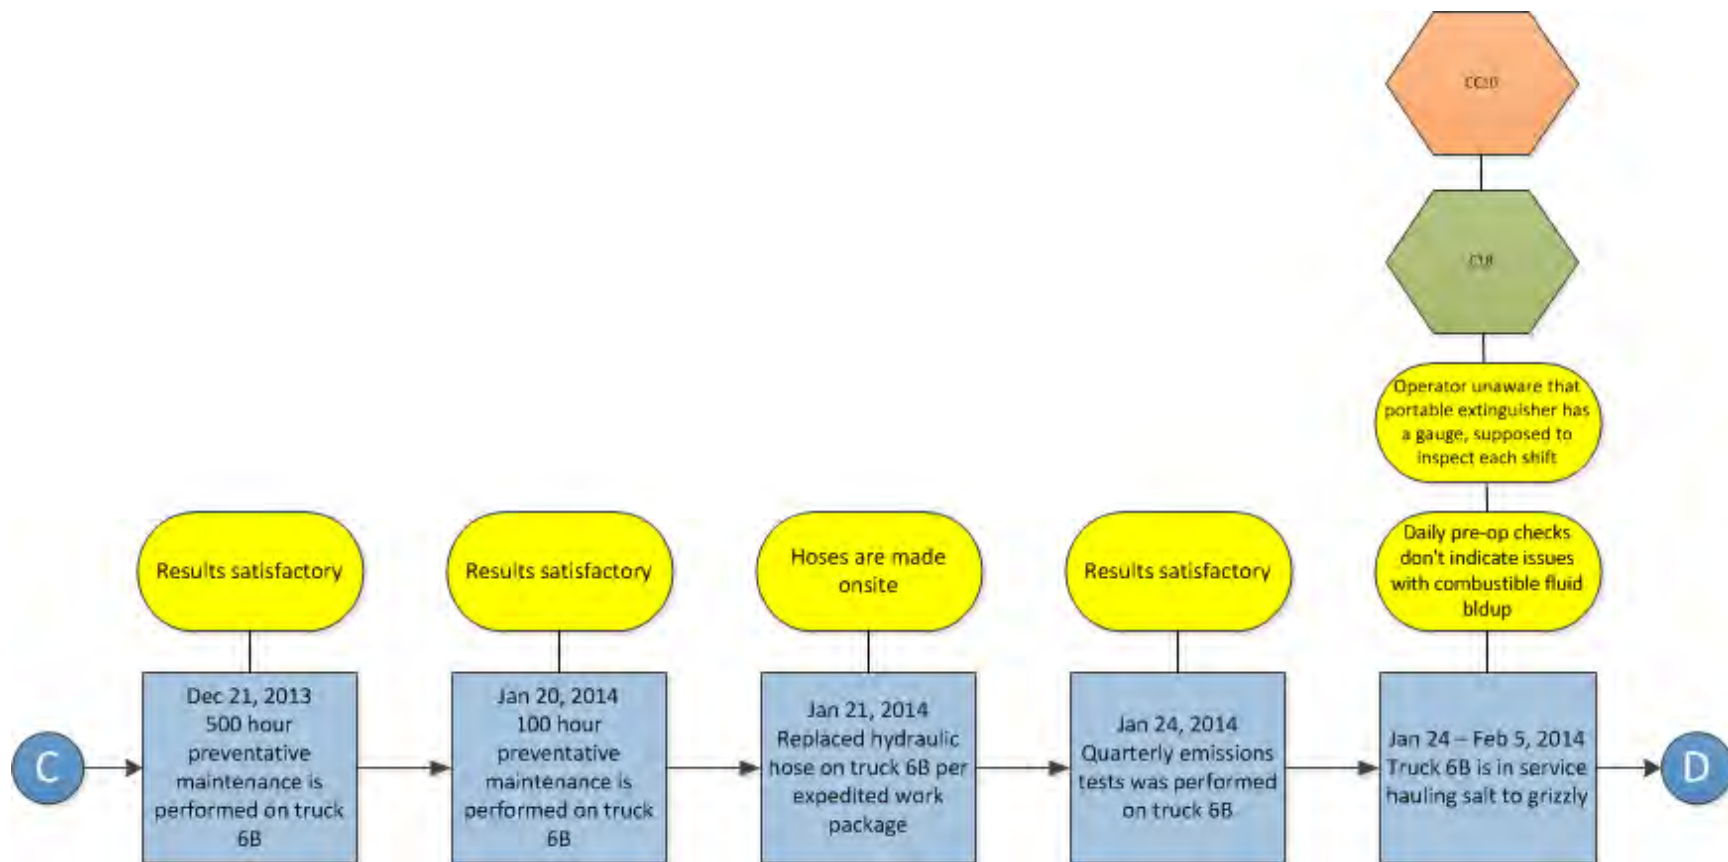 CC10
C18
Operator unaware that
portable extinguisher has
a gauge, supposed to
inspect each shift
Results satisfactory
Results satisfactory
Hoses are made
onsite
Results satisfactory
Daily pre-op checks
don't indicate issues
with combustible fluid
bldup
C
Dec 21, 2013
500 hour
preventative
maintenance is
performed on truck
6B
Jan 20, 2014
100 hour
preventative
maintenance is
performed on truck
6B
Jan 21, 2014
Replaced hydraulic
hose on truck 6B per
expedited work
package
Jan 24, 2014
Quarterly emissions
tests was performed
on truck 6B
Jan 24 – Feb 5, 2014
Truck 6B is in service
hauling salt to grizzly
D